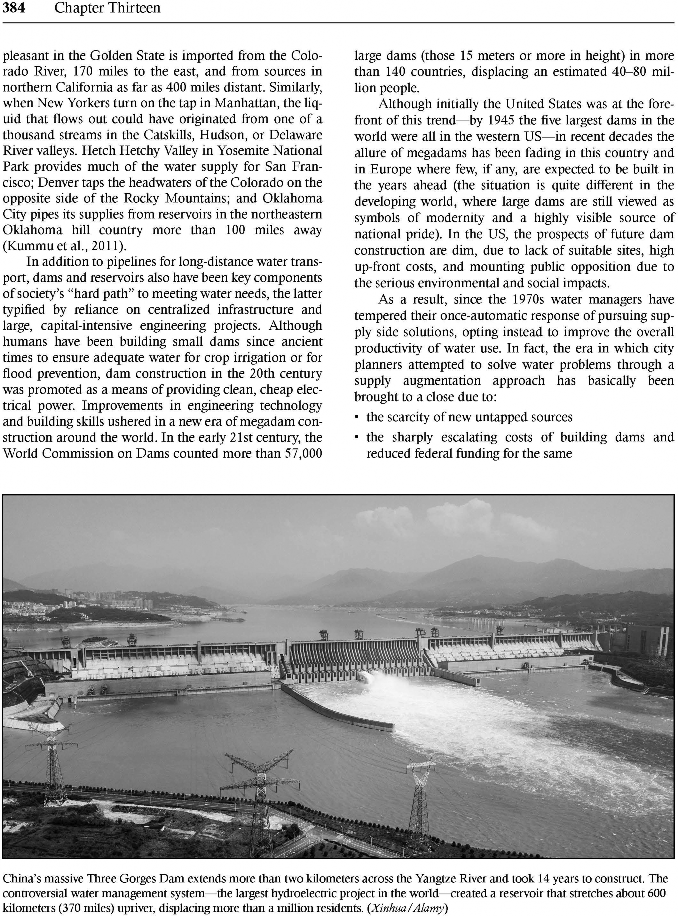 384 Chapter Thirteen
pleasant in the Golden State is imported from the Colo-
rado River, 170 miles to the east, and from sources in
northern California as far as 400 miles distant. Similarly,
when New Yorkers turn on the tap in Manhattan, the liq-
uid that flows out could have originated from one of a
thousand streams in the Catskills, Hudson, or Delaware
River valleys. Hetch Hetchy Valley in Yosemite National
Park provides much of the water supply for San Fran-
cisco; Denver taps the headwaters of the Colorado on the
opposite side of the Rocky Mountains; and Oklahoma
City pipes its supplies from reservoirs in the northeastern
Oklahoma hill country more than 100 miles away
(Kummu et al., 2011).
In addition to pipelines for long-distance water trans-
port, dams and reservoirs also have been key components
of society's “hard path” to meeting water needs, the latter
typified by reliance on centralized infrastructure and
large, capital-intensive engineering projects. Although
humans have been building small dams since ancient
times to ensure adequate water for crop irrigation or for
flood prevention, dam construction in the 20th century
was promoted as a means of providing clean, cheap elec-
trical power. Improvements in engineering technology
and building skills ushered in a new era of megadam con-
struction around the world. In the early 21st century, the
World Commission on Dams counted more than 57,000
large dams (those 15 meters or more in height) in more
than 140 countries, displacing an estimated 40–80 mil-
lion people.
Although initially the United States was at the fore-
front of this trend—by 1945 the five largest dams in the
world were all in the western US—in recent decades the
allure of megadams has been fading in this country and
in Europe where few, if any, are expected to be built in
the years ahead (the situation is quite different in the
developing world, where large dams are still viewed as
symbols of modernity and a highly visible source of
national pride). In the US, the prospects of future dam
construction are dim, due to lack of suitable sites, high
up-front costs, and mounting public opposition due to
the serious environmental and social impacts.
As a result, since the 1970s water managers have
tempered their once-automatic response of pursuing sup-
ply side solutions, opting instead to improve the overall
productivity of water use. In fact, the era in which city
planners attempted to solve water problems through a
supply augmentation approach has basically been
brought to a close due to:
• the scarcity of new untapped sources
• the sharply escalating costs of building dams and
reduced federal funding for the same
China's massive Three Gorges Dam extends more than two kilometers across the Yangtze River and took 14 years to construct. The
controversial water management system—the largest hydroelectric project in the world—created a reservoir that stretches about 600
kilometers (370 miles) upriver, displacing more than a million residents. (Xinhua/Alamy)